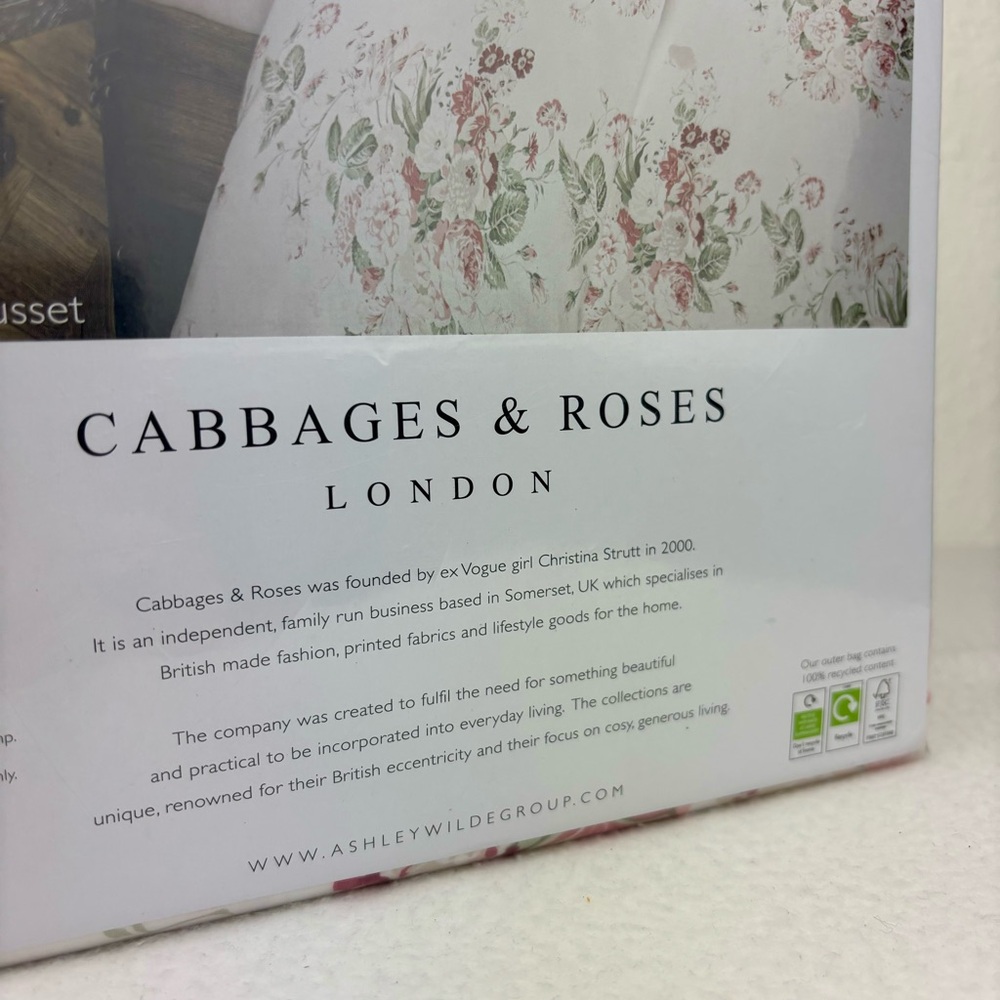 usset
CABBAGES & ROSES
LONDON
Cabbages & Roses was founded by ex Vogue girl Christina Strutt in 2000.
It is an independent, family run business based in Somerset, UK which specialises in
British made fashion, printed fabrics and lifestyle goods for the home.
The company was created to fulfil the need for something beautiful
and practical to be incorporated into everyday living. The collections are
unique, renowned for their British eccentricity and their focus on cosy, generous living.
WWW.ASHLEYWILDEGROUP.COM
Our outer bag contains
100% recycled content.
Recycle
FSC